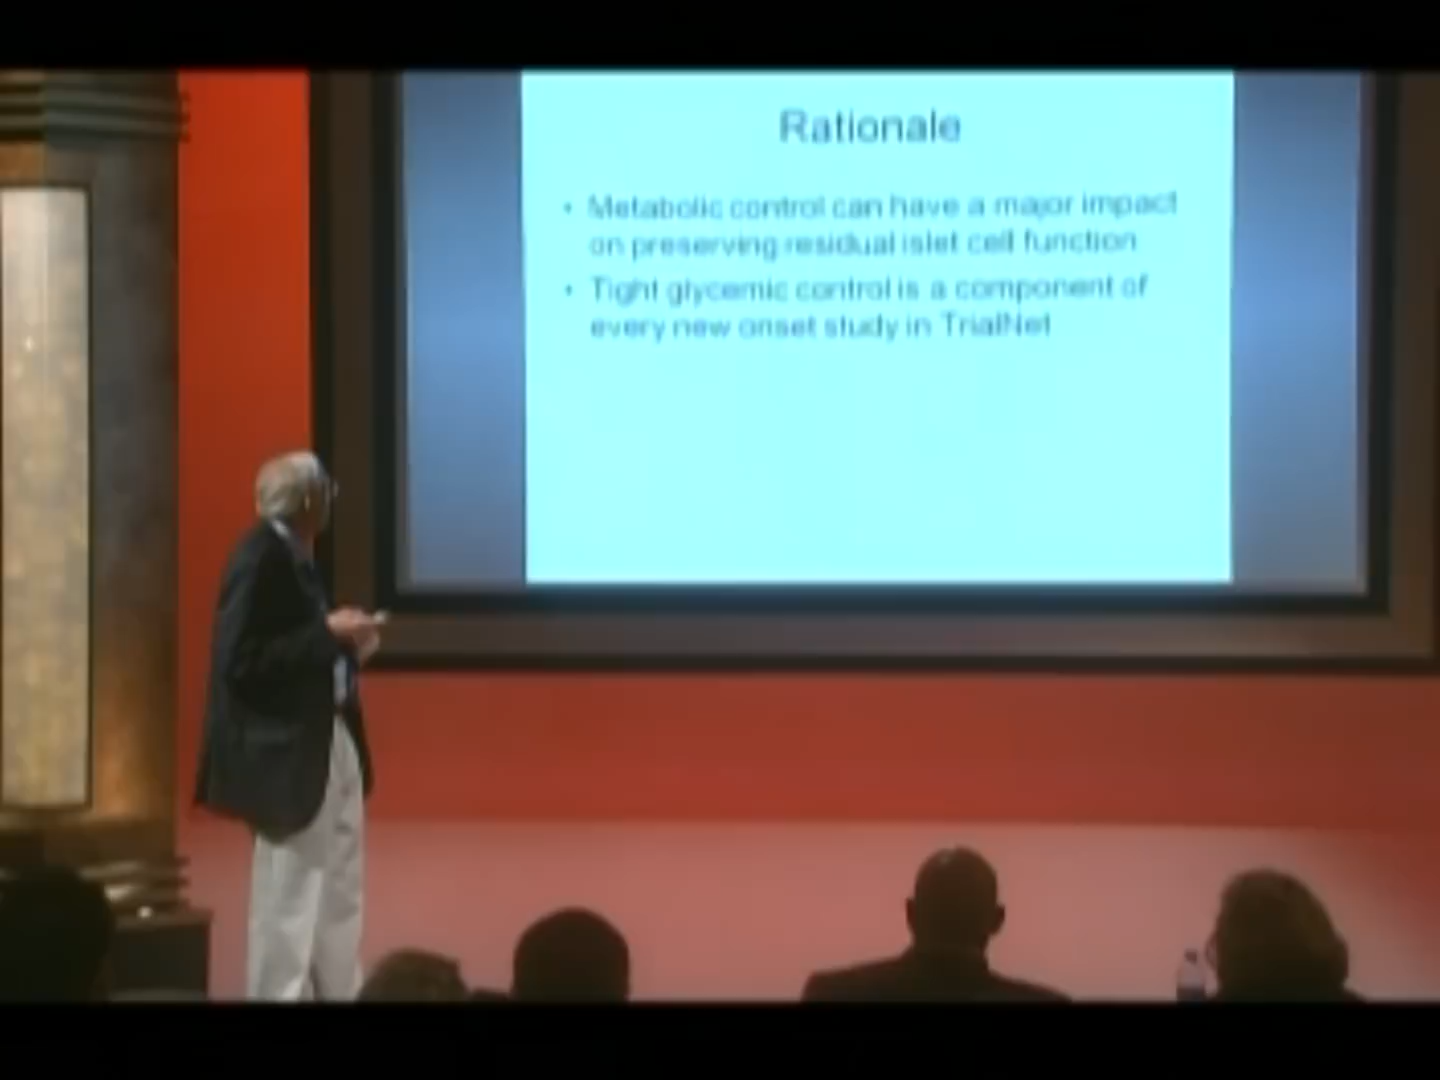 Rationale
• Metabolic control can have a major impact
on preserving residual islet cell function
• Tight glycemic control is a component of
every new onset study in TrialNet